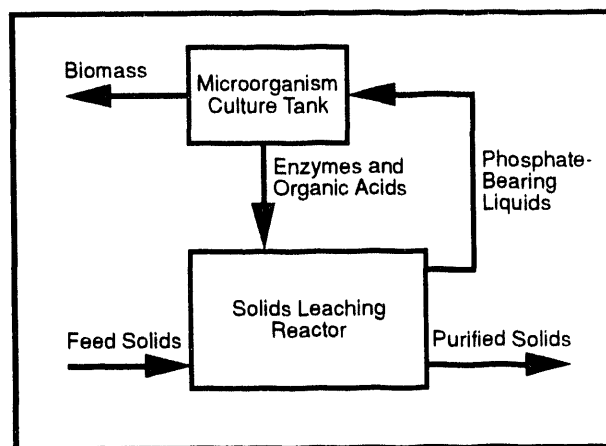 Biomass
Microorganism
Culture Tank
Enzymes and
Organic Acids
Phosphate-
Bearing
Liquids
Solids Leaching
Reactor
Feed Solids
Purified Solids